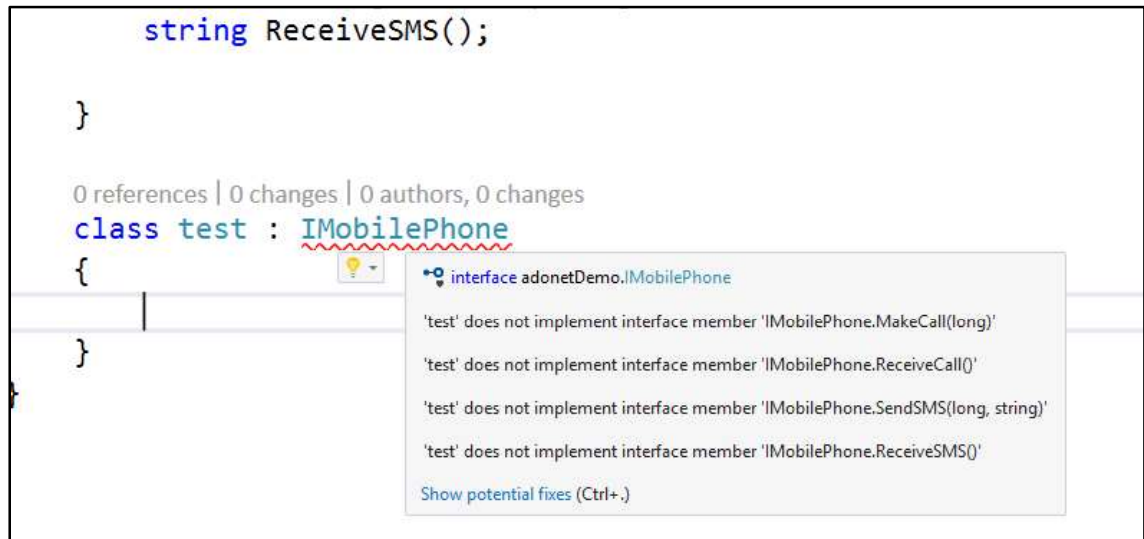 string ReceiveSMS();
}
0 references | 0 changes | 0 authors, 0 changes
class test : IMobilePhone
{
interface adonetDemo.IMobilePhone
'test' does not implement interface member 'IMobilePhone.MakeCall(long)'
}
'test' does not implement interface member 'IMobilePhone.ReceiveCall()'
}
'test' does not implement interface member 'IMobilePhone.SendSMS(long, string)'
'test' does not implement interface member 'IMobilePhone.ReceiveSMS()'
Show potential fixes (Ctrl+.)